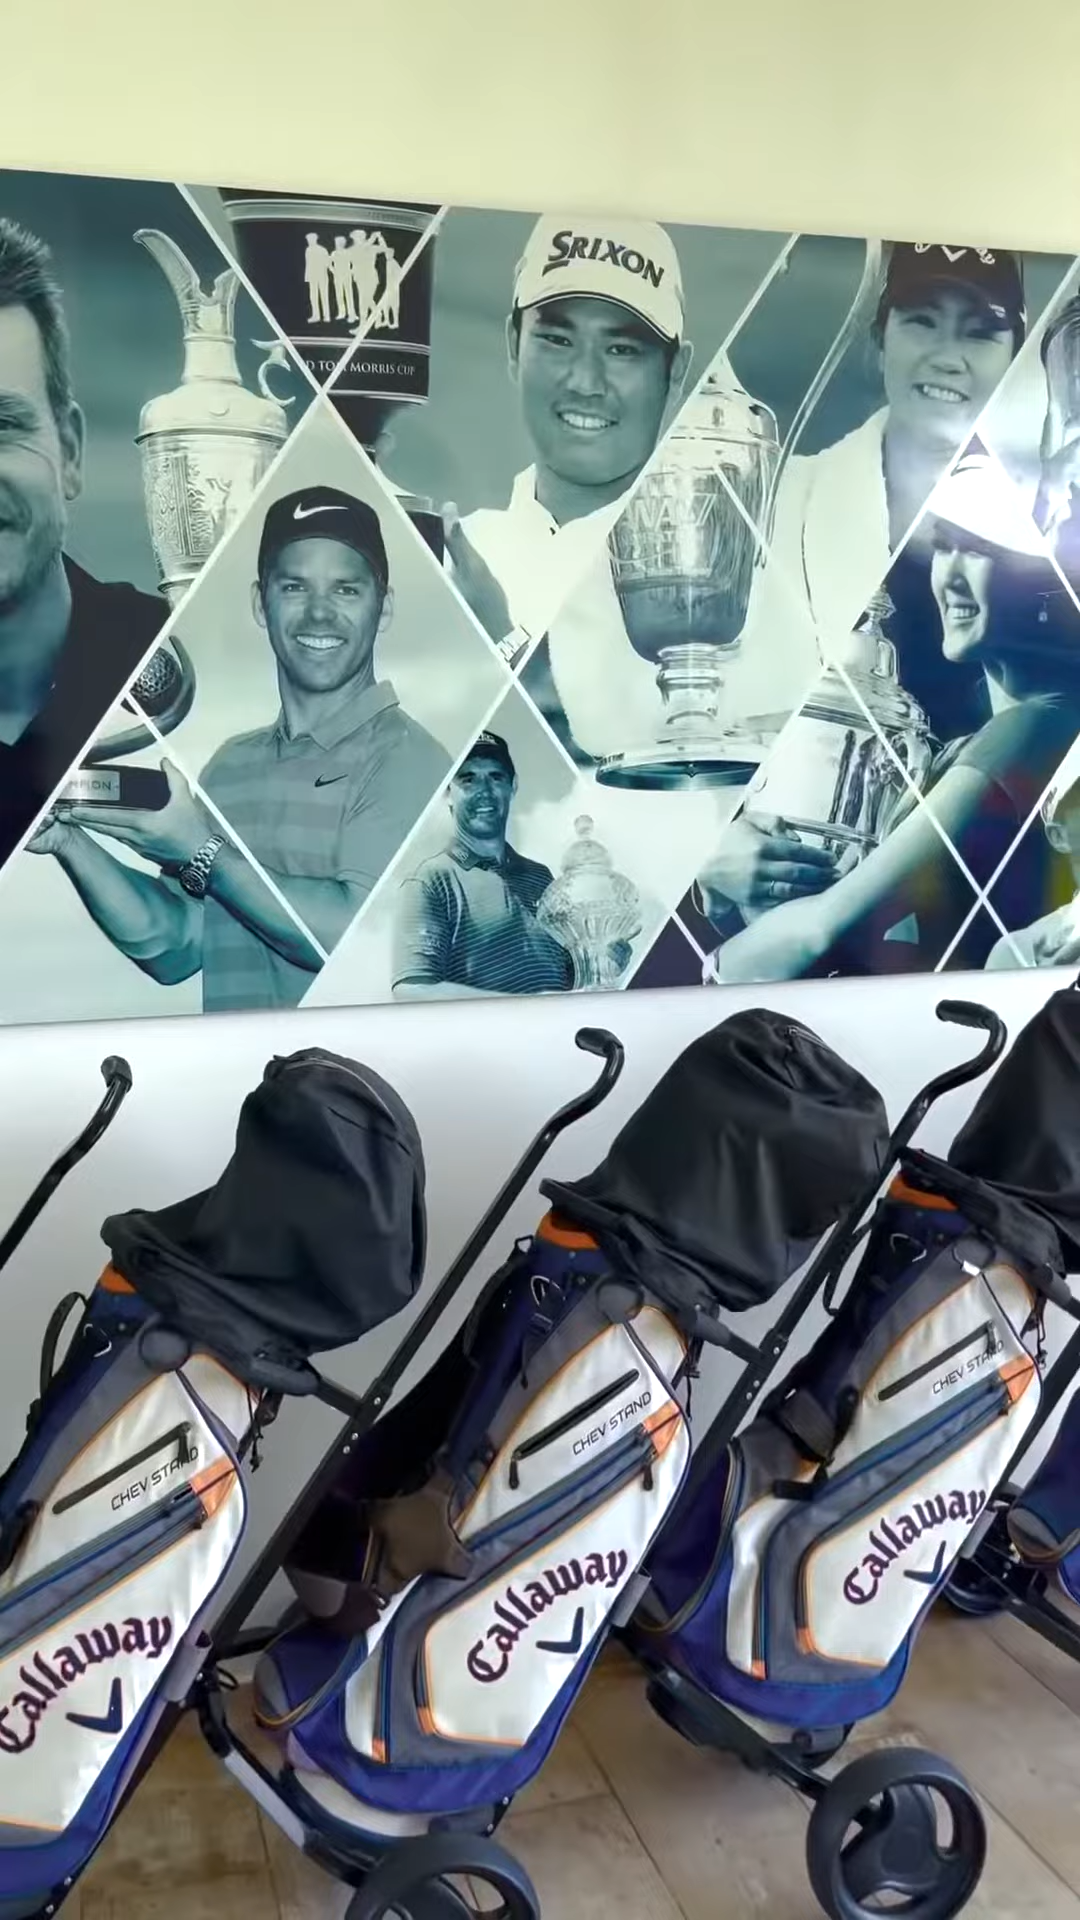 SRIXON
D TOM MORRIS CUP
CHEV STAND
Callaway
CHEV STAND
Callaway
CHEV STAND
Callaway